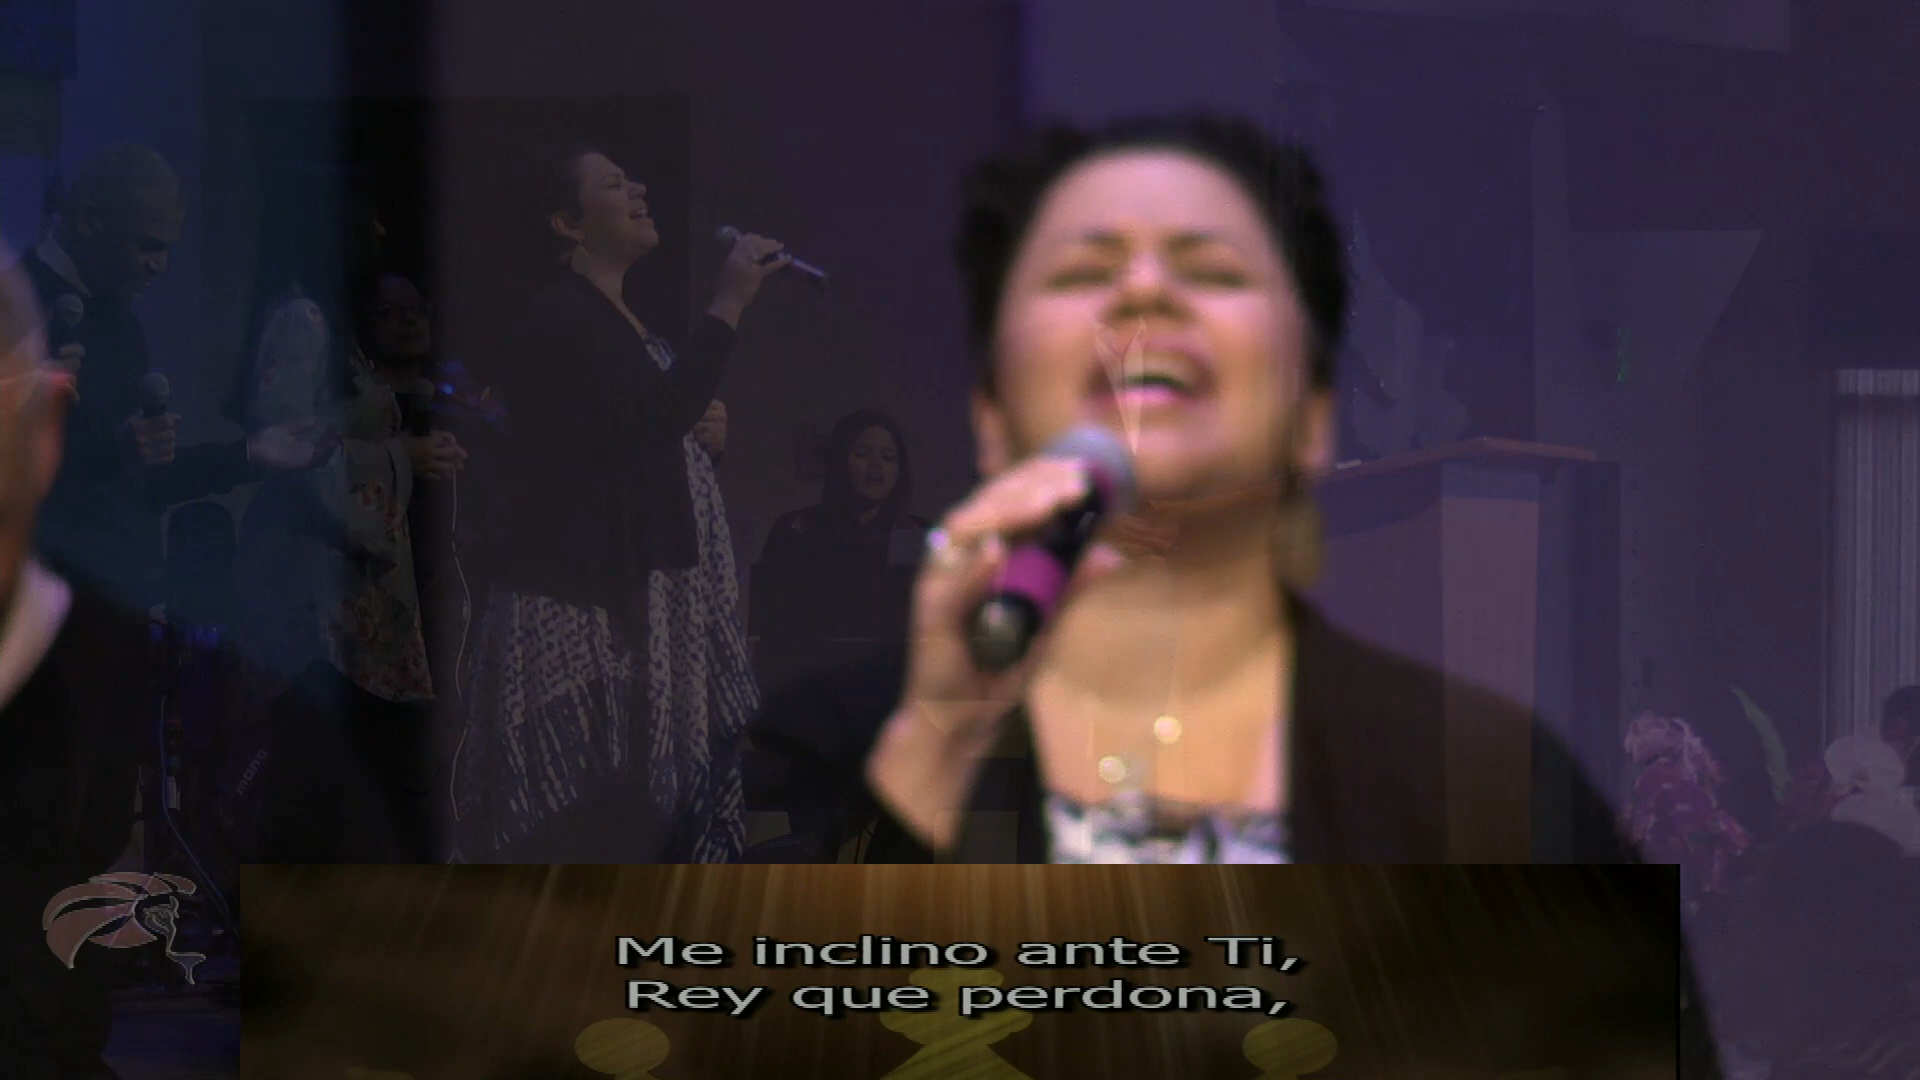 Me inclino ante Ti,
Rey que perdona,